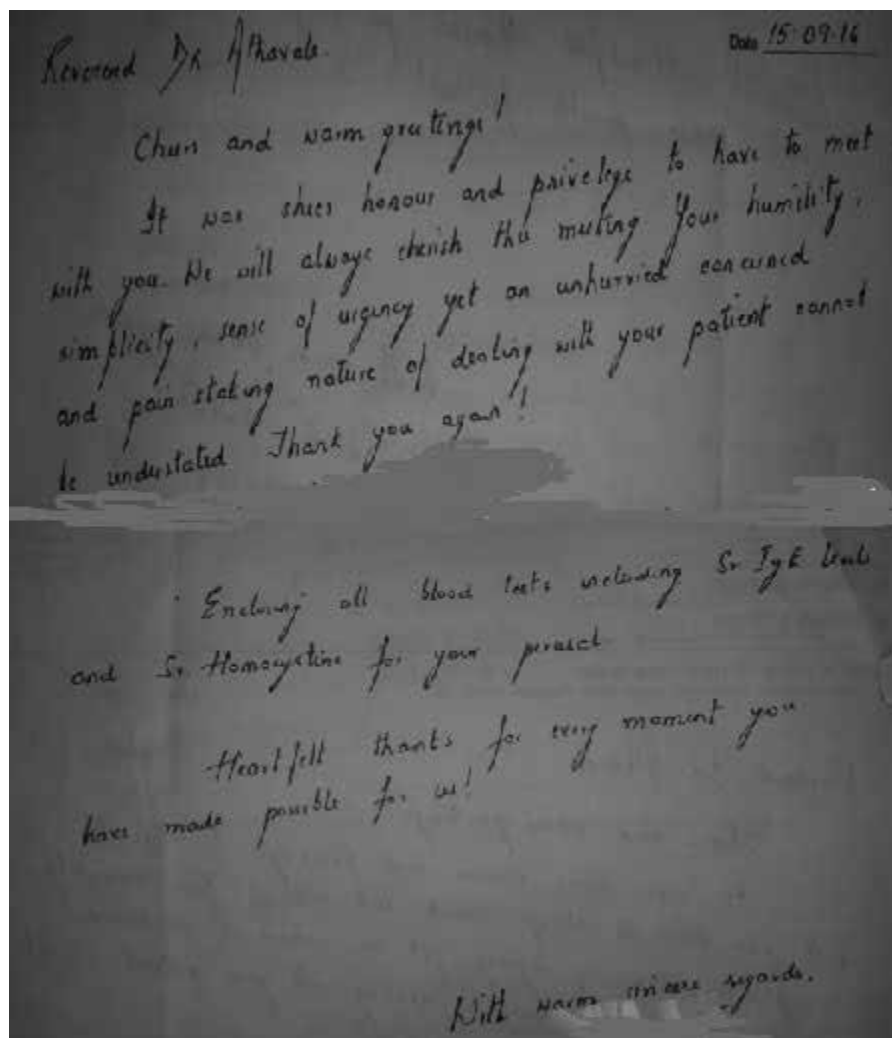 Date 15.09.16
Reverend Dr Athavale.
Cheers and warm greetings!
It was sheer honour and privelege to have to meet
with you. We will always cherish this meeting Your humility,
simplicity, sense of urgency yet an unhurried concerned
and pain staking nature of dealing with your patient cannot
be understated Thank you again!
Enclosing all blood tests including Sr IgE levels
and Sr. Homocystine for your perusal
Heartfelt thanks for every moment you
have made possible for us!
With warm sincere regards.